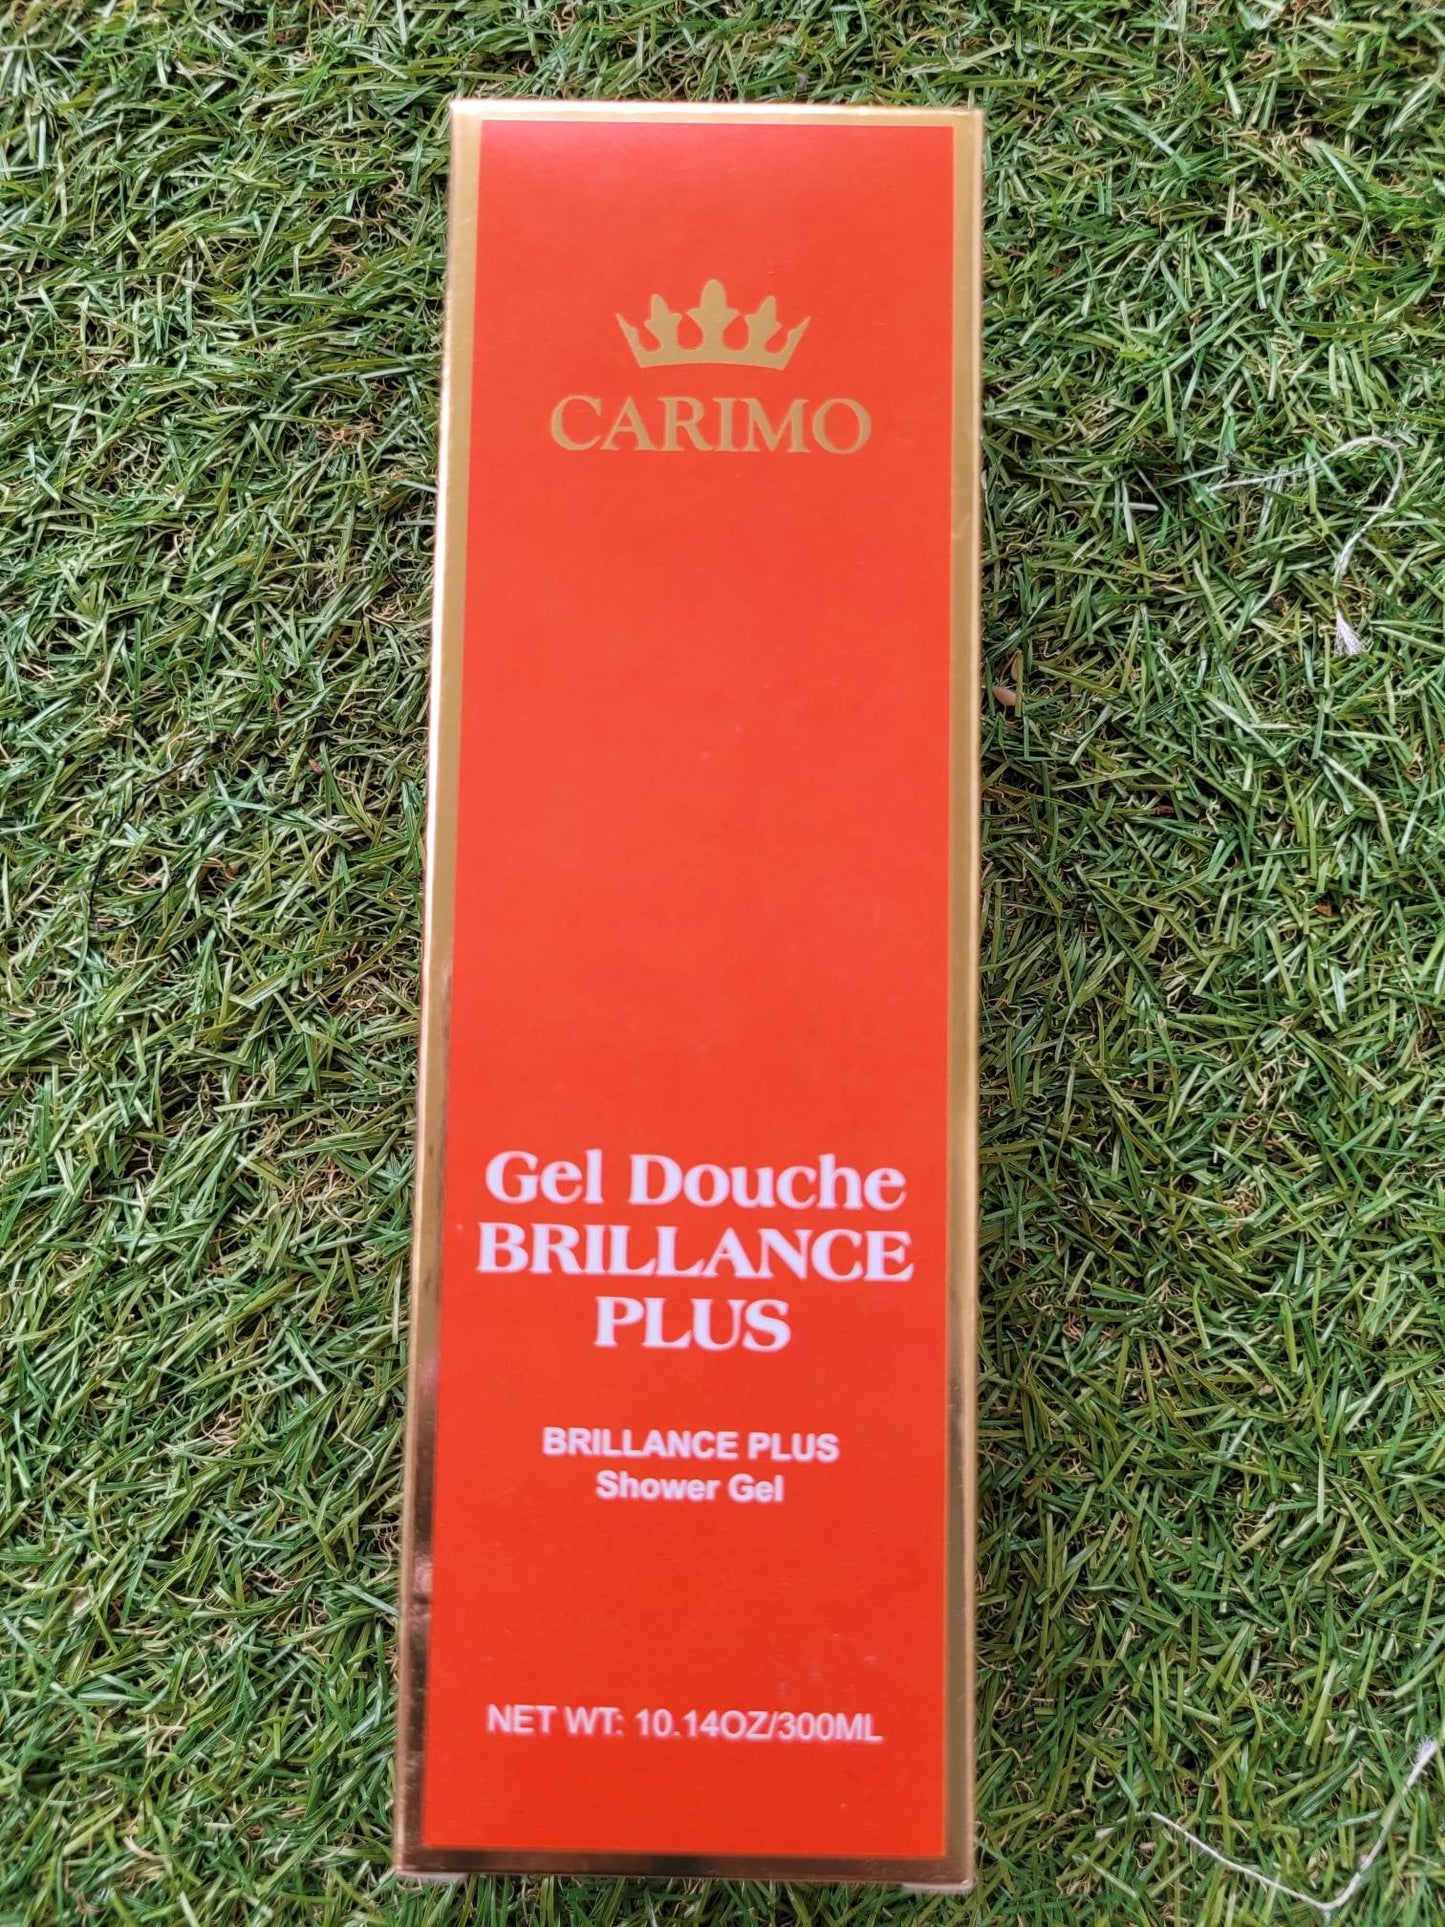 CARIMO
Gel Douche
BRILLANCE
PLUS
BRILLANCE PLUS
Shower Gel
NET WT: 10.14OZ/300ML